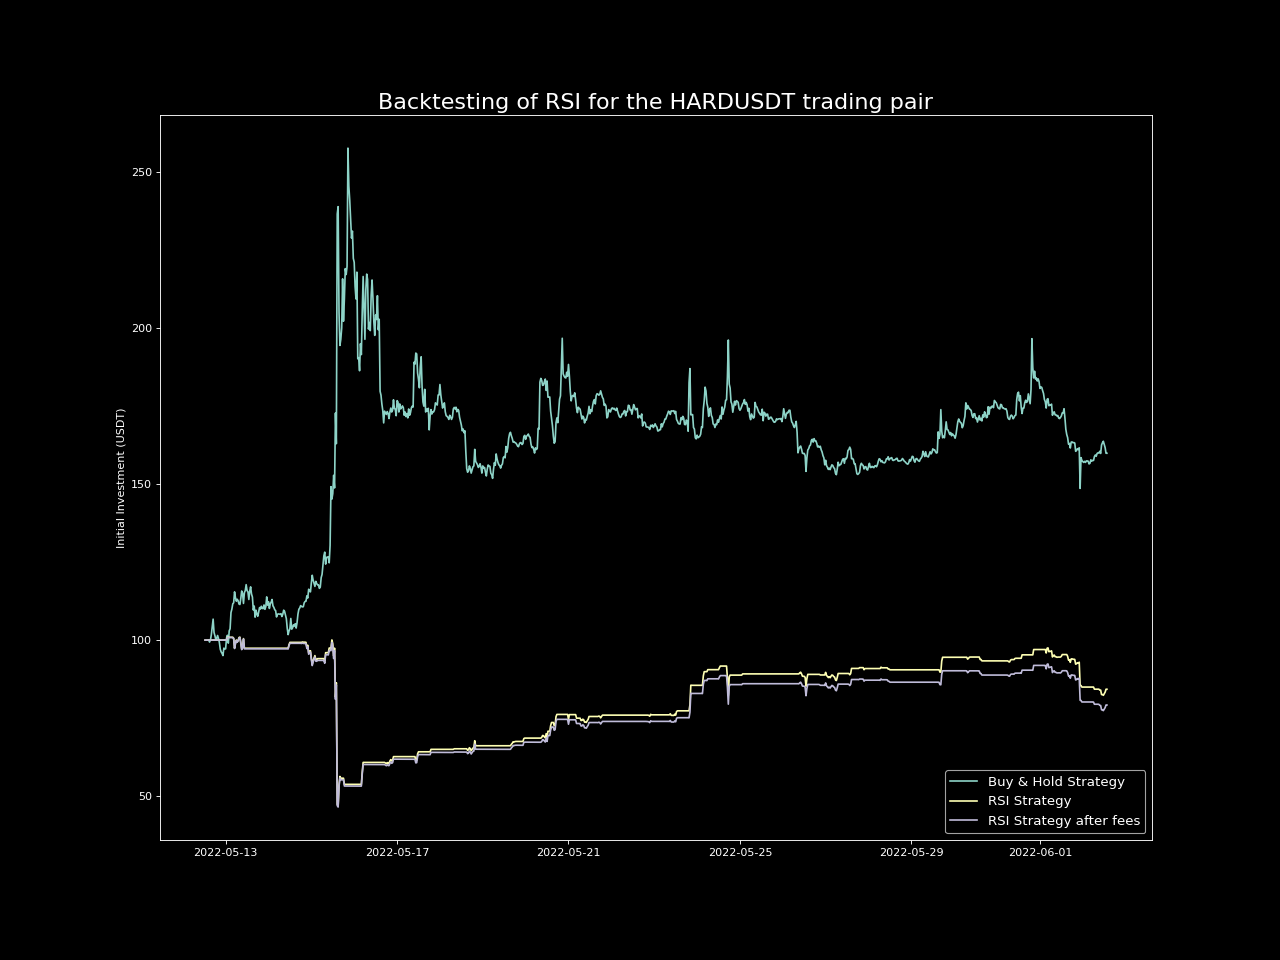 Backtesting of RSI for the HARDUSDT trading pair
Initial Investment (USDT)
250
200
150
100
50
2022-05-13 2022-05-17 2022-05-21 2022-05-25 2022-05-29 2022-06-01
Buy & Hold Strategy
RSI Strategy
RSI Strategy after fees